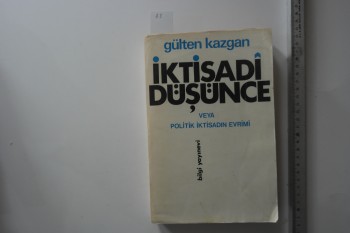 gülten kazgan
İKTİSADİ
DÜŞÜNCE
VEYA
POLİTİK İKTİSADIN EVRİMİ
bilgi yayınevi